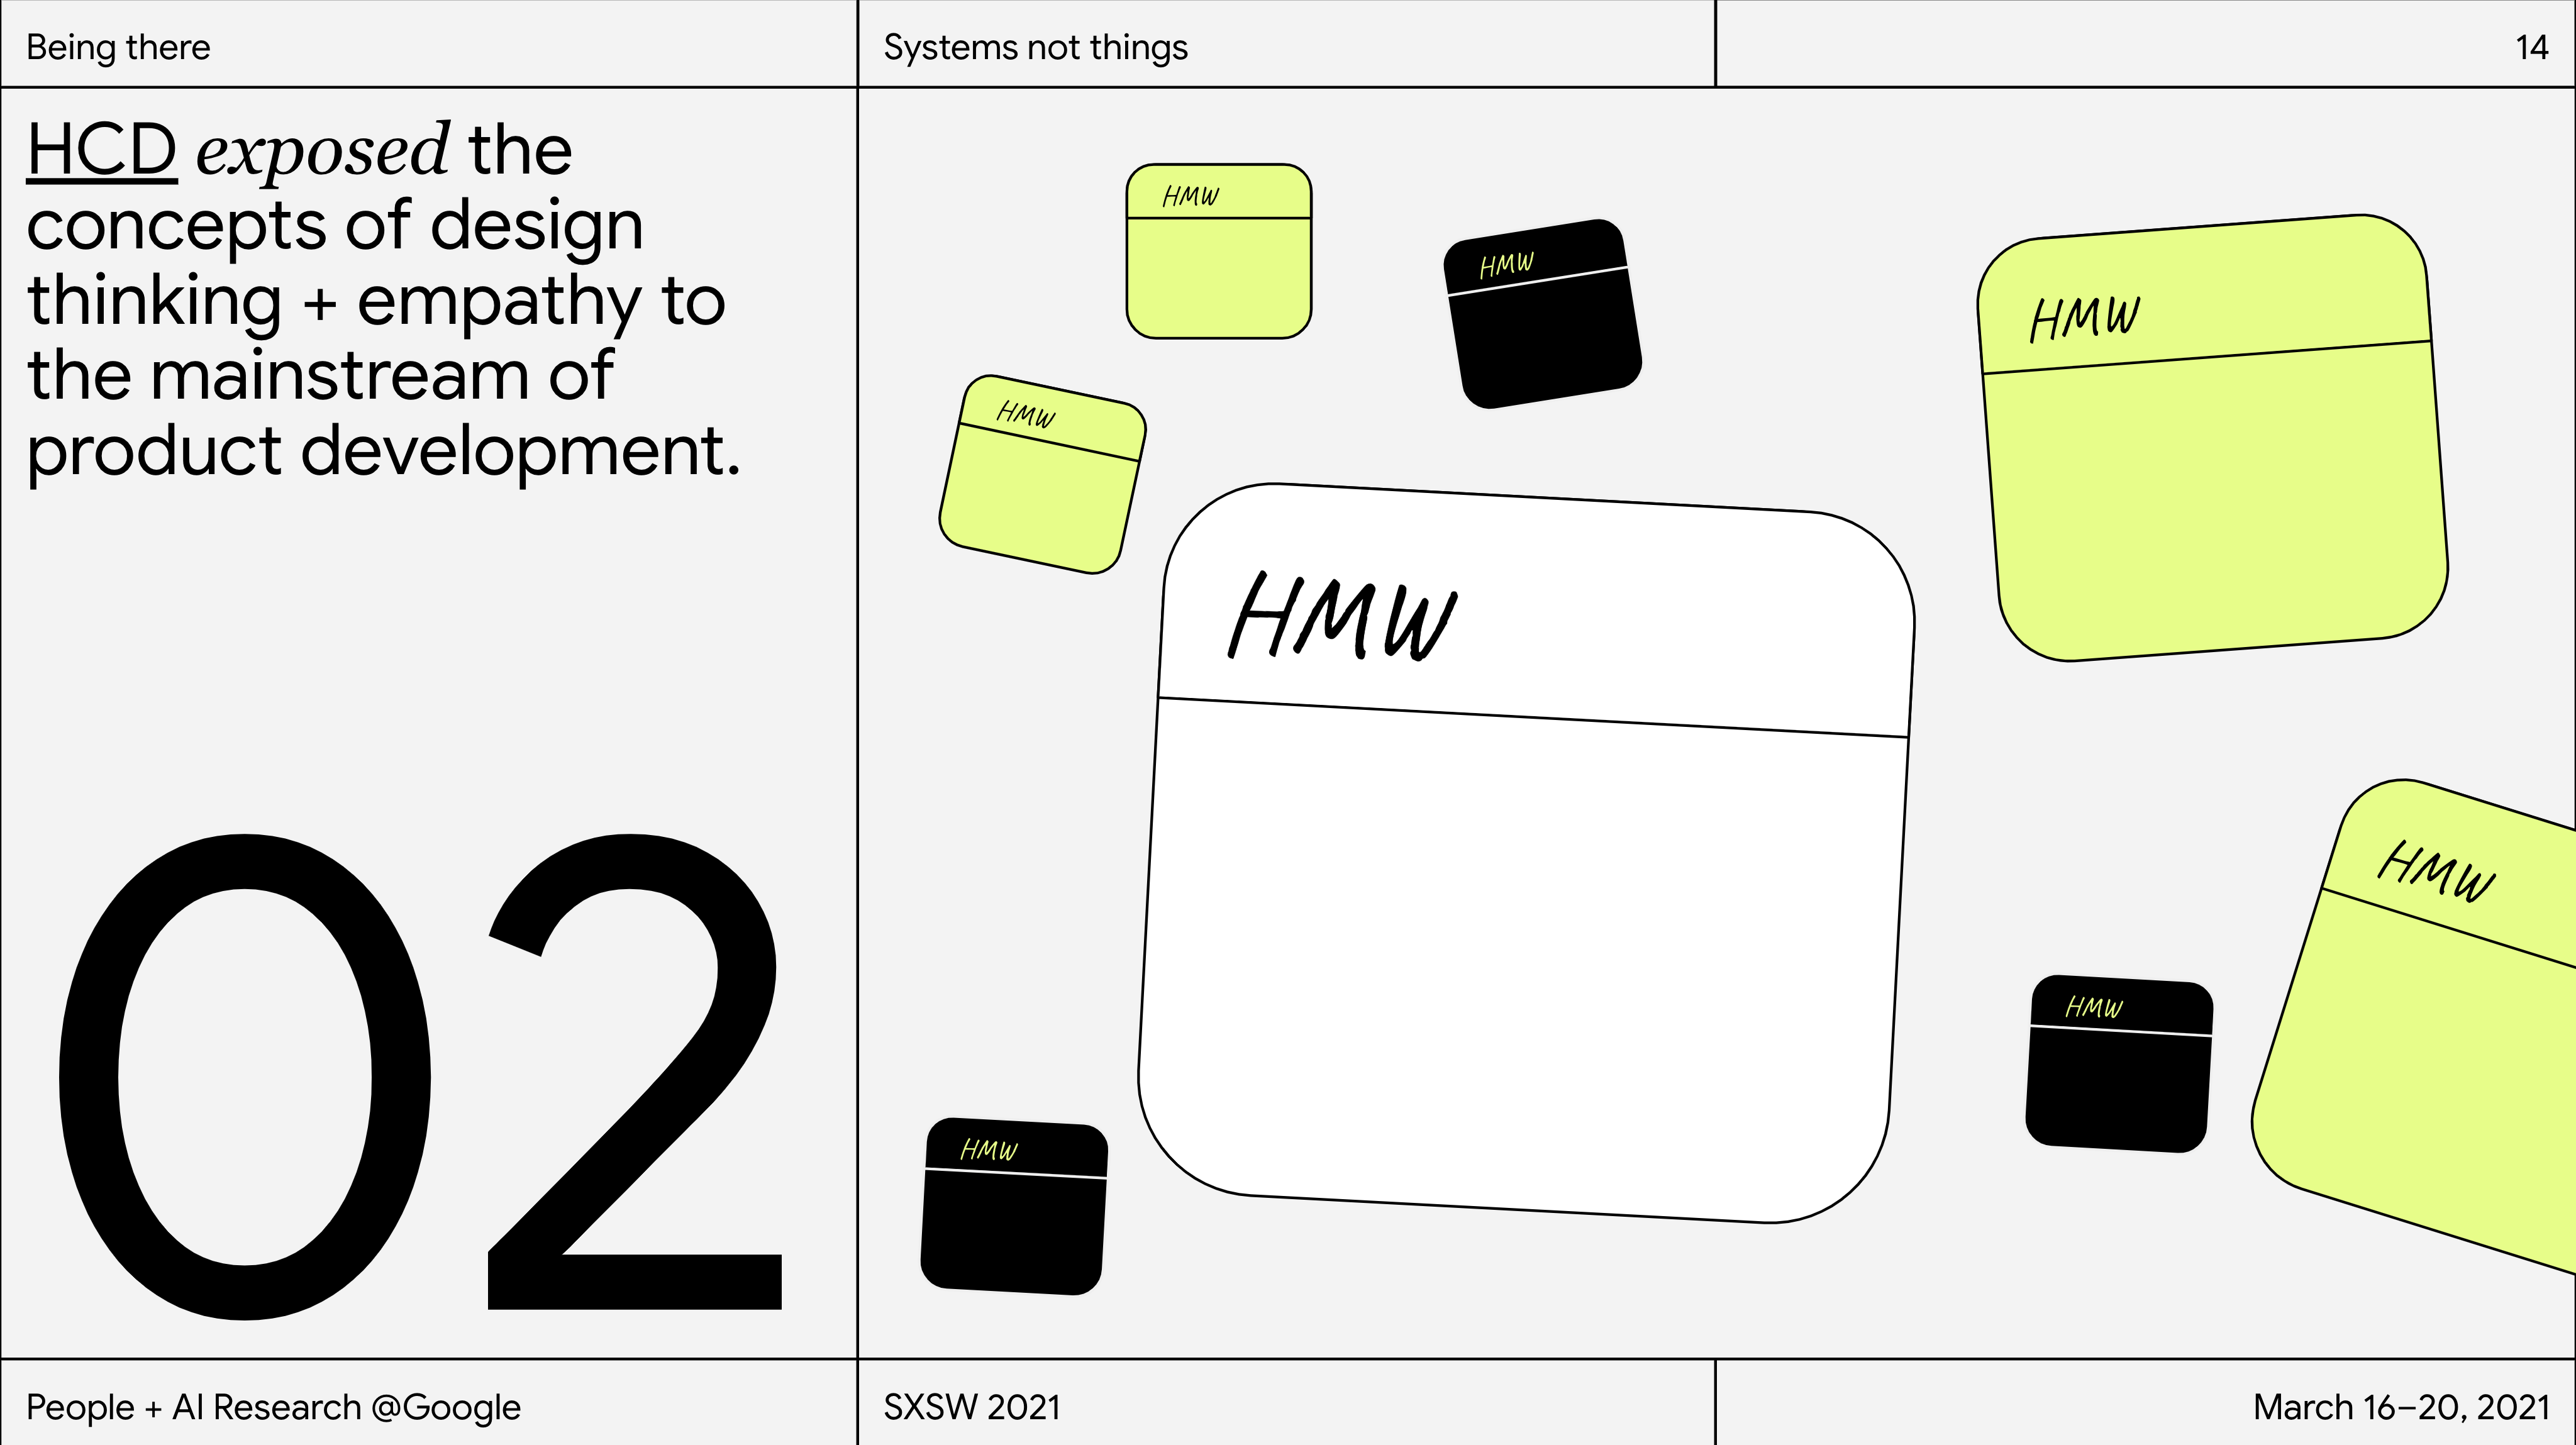 Being there
Systems not things
14
HCD exposed the
concepts of design
thinking + empathy to
the mainstream of
product development.
02
HMW
HMW
HMW
HMW
HMW
HMW
HMW
HMW
People + AI Research @Google
SXSW 2021
March 16–20, 2021